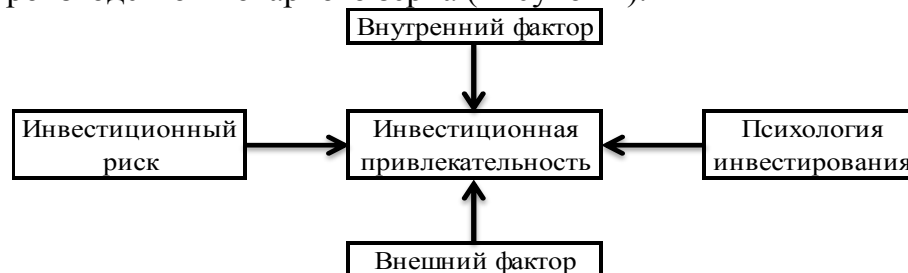 Внутренний фактор
Инвестиционный
риск
Инвестиционная
привлекательность
Психология
инвестирования
Внешний фактор